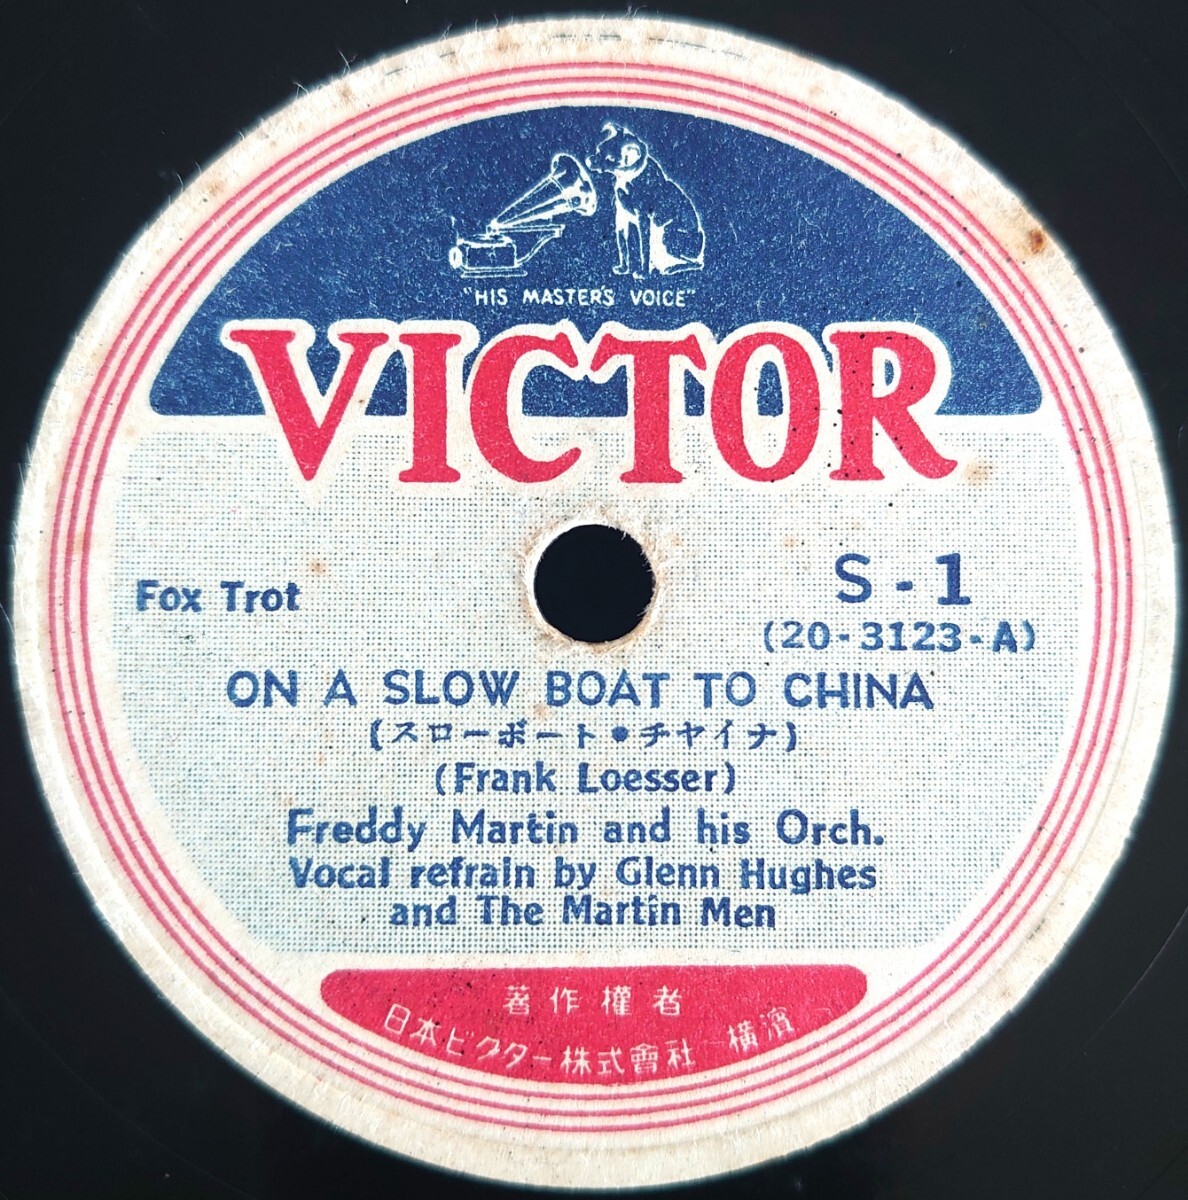 "HIS MASTER'S VOICE"
VICTOR
Fox Trot
S-1
(20-3123-A)
ON A SLOW BOAT TO CHINA
(スローボート•チヤイナ)
(Frank Loesser)
Freddy Martin and his Orch.
Vocal refrain by Glenn Hughes
and The Martin Men
著作權者
日本ビクター株式會社 橫濱